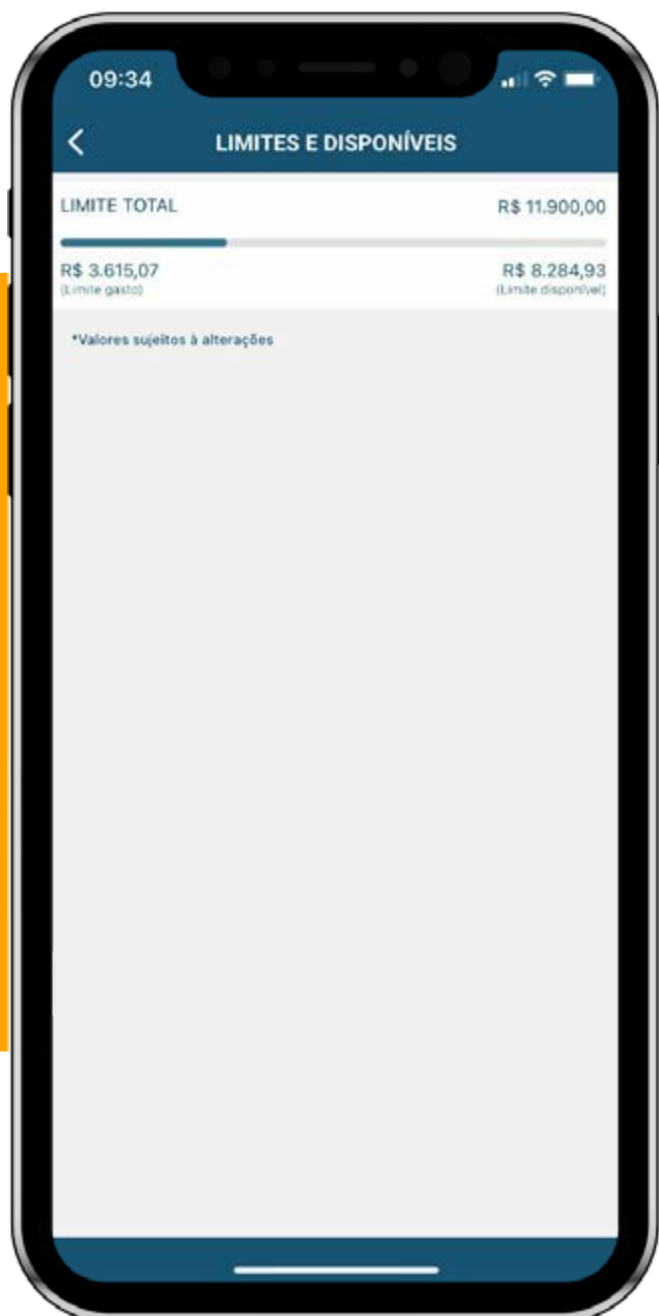 09:34
LIMITES E DISPONÍVEIS
LIMITE TOTAL R$ 11.900,00
R$ 3.615,07 R$ 8.284,93
(Limite gasto) (Limite disponível)
*Valores sujeitos à alterações